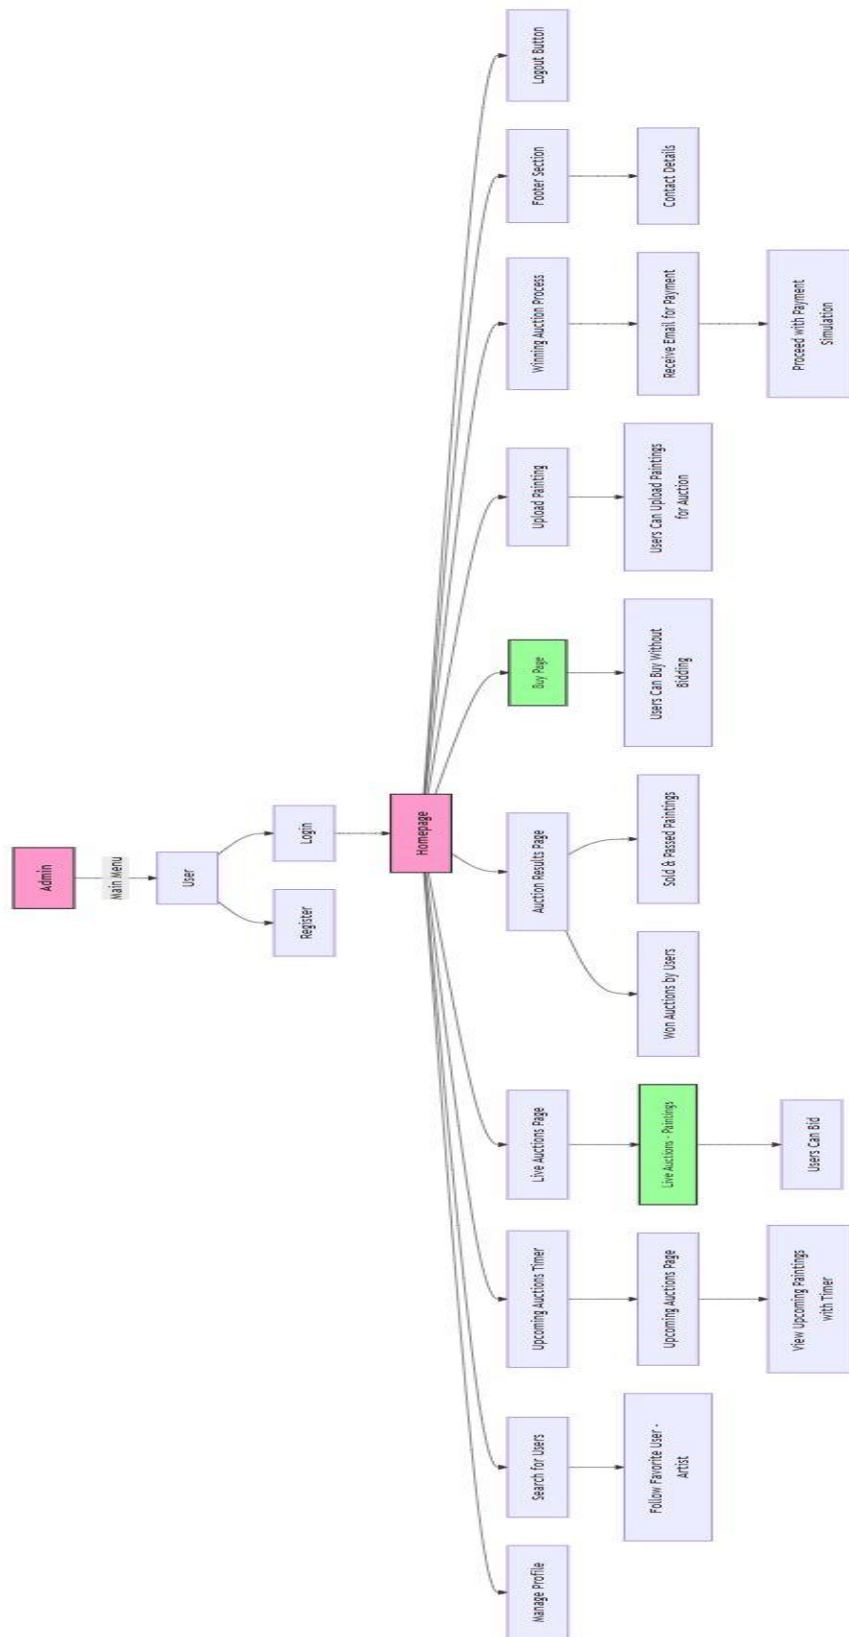 Admin
Main Menu
User
Register
Login
Homepage
Manage Profile
Search for Users
Upcoming Auctions Timer
Live Auctions Page
Auction Results Page
Buy Page
Upload Painting
Winning Auction Process
Footer Section
Logout Button
Follow Favorite User -
Artist
Upcoming Auctions Page
Live Auctions - Paintings
Won Auctions by Users
Sold & Passed Paintings
Users Can Buy Without
Bidding
Users Can Upload Paintings
for Auction
Receive Email for Payment
Contact Details
View Upcoming Paintings
with Timer
Users Can Bid
Proceed with Payment
Simulation